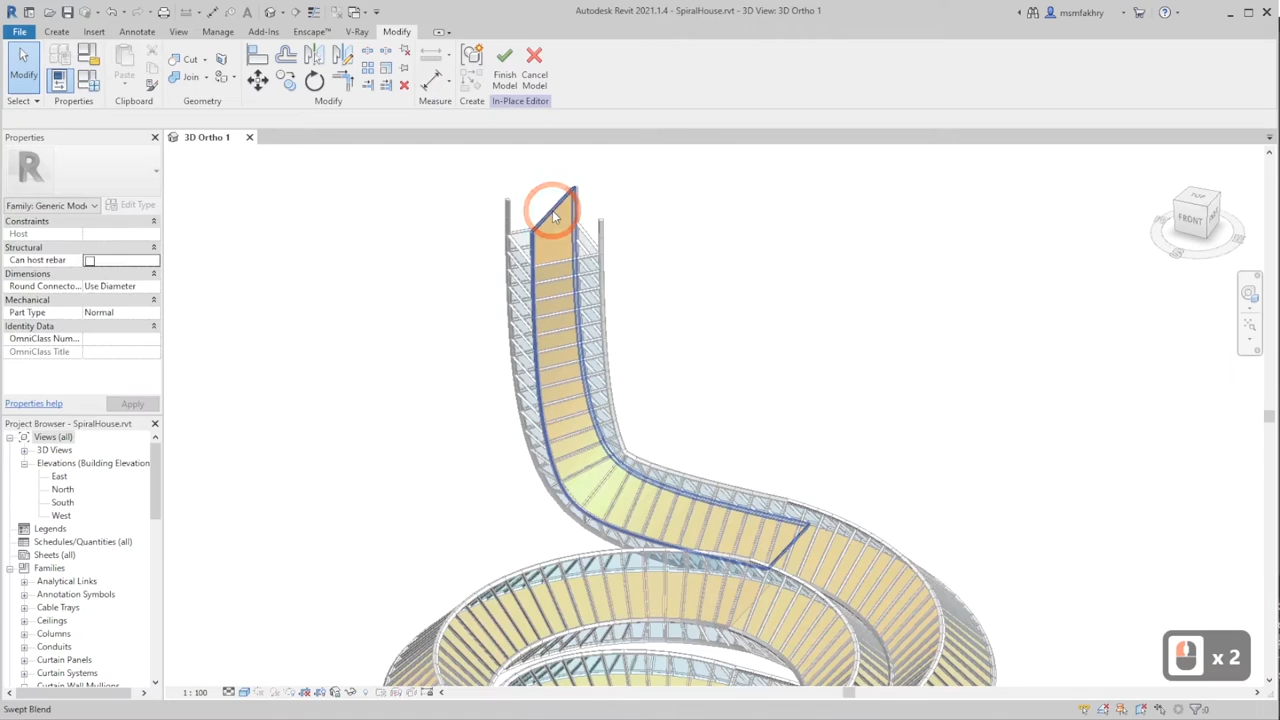 Autodesk Revit 2021.1.4 - SpiralHouse.rvt - 3D View: 3D Ortho 1
msmfakhry
File
Create
Insert
Annotate
View
Manage
Add-Ins
Enscape™
V-Ray
Modify
Modify
Select
Properties
Paste
Clipboard
Cut
Join
Geometry
Modify
Measure
Create
Finish
Model
Cancel
Model
In-Place Editor
Properties
3D Ortho 1
R
Family: Generic Mode
Edit Type
Constraints
Host
Structural
Can host rebar
Dimensions
Round Connecto...
Use Diameter
Mechanical
Part Type
Normal
Identity Data
OmniClass Num...
OmniClass Title
Properties help
Apply
Project Browser - SpiralHouse.rvt
Views (all)
3D Views
Elevations (Building Elevation
East
North
South
West
Legends
Schedules/Quantities (all)
Sheets (all)
Families
Analytical Links
Annotation Symbols
Cable Trays
Ceilings
Columns
Conduits
Curtain Panels
Curtain Systems
Curtain Wall Mullions
TOP
FRONT
x 2
1 : 100
Swept Blend
:0